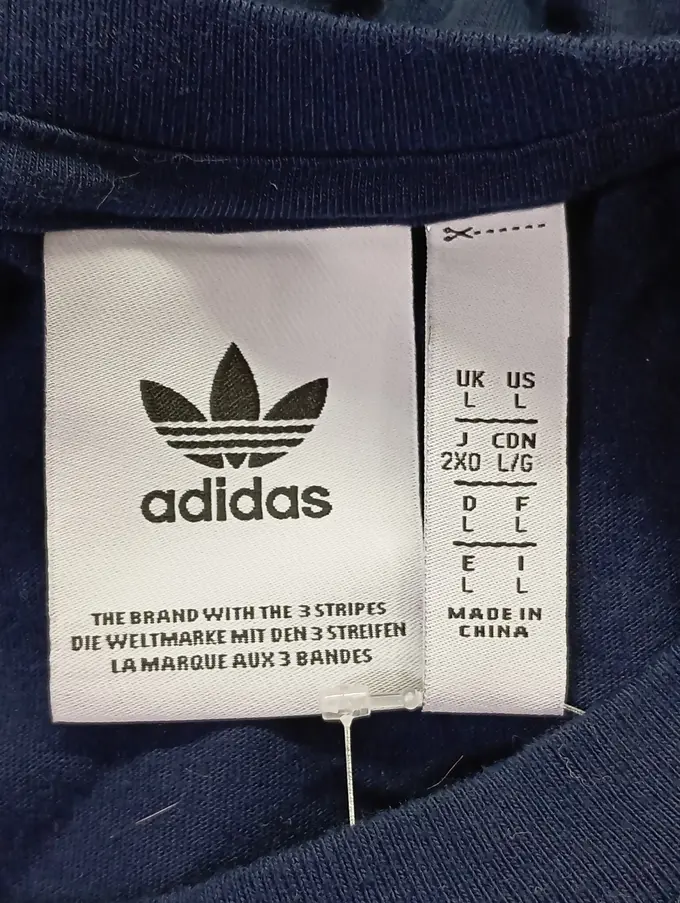 adidas
THE BRAND WITH THE 3 STRIPES
DIE WELTMARKE MIT DEN 3 STREIFEN
LA MARQUE AUX 3 BANDES
UK US
L L
J CDN
2XO L/G
D F
L L
E I
L L
MADE IN
CHINA